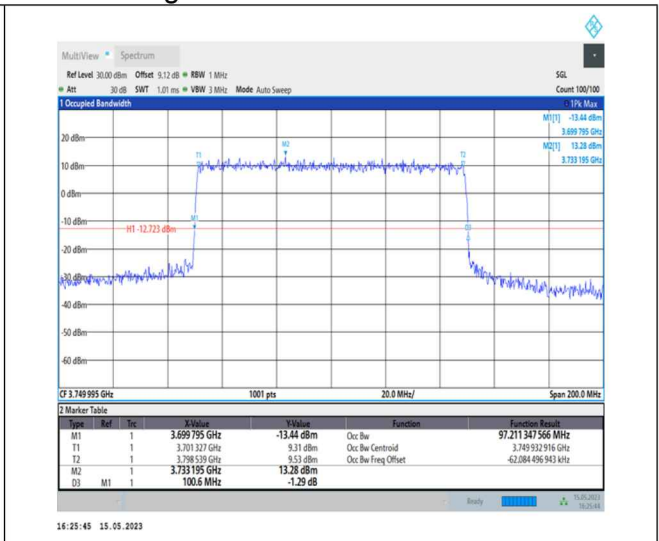 MultiView Spectrum
Ref Level 30.00 dBm Offset 9.12 dB RBW 1 MHz SGL
Att 30 dB SWT 1.01 ms VBW 3 MHz Mode Auto Sweep Count 100/100
1 Occupied Bandwidth 1Pk Max
M1[1] -13.44 dBm
3.699 795 GHz
M2[1] 13.28 dBm
3.733 195 GHz
20 dBm
M2
T1 T2
10 dBm
0 dBm
-10 dBm
M1
H1 -12.723 dBm
D3
-20 dBm
-30 dBm
-40 dBm
-50 dBm
-60 dBm
CF 3.749 995 GHz 1001 pts 20.0 MHz/ Span 200.0 MHz
2 Marker Table
Type Ref Trc X-Value Y-Value Function Function Result
M1 1 3.699 795 GHz -13.44 dBm Occ Bw 97.211 347 566 MHz
T1 1 3.701 327 GHz 9.31 dBm Occ Bw Centroid 3.749 932 916 GHz
T2 1 3.798 539 GHz 9.53 dBm Occ Bw Freq Offset -62.084 496 943 kHz
M2 1 3.733 195 GHz 13.28 dBm
D3 M1 1 100.6 MHz -1.29 dB
Ready 15.05.2023
16:25:44
16:25:45 15.05.2023